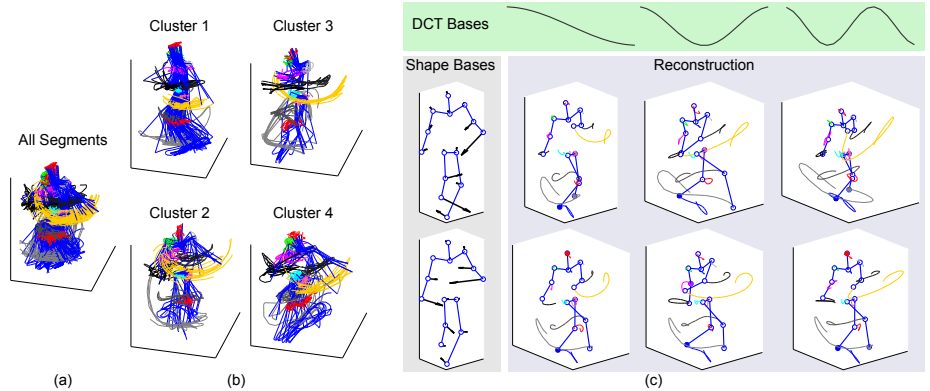 All Segments
(a)
Cluster 1
Cluster 3
Cluster 2
Cluster 4
(b)
DCT Bases
Shape Bases
Reconstruction
(c)